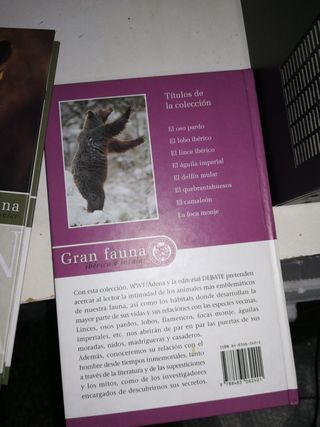 Títulos de
la colección
El oso pardo
El lobo ibérico
El lince ibérico
El águila imperial
El delfín mular
El quebrantahuesos
El camaleón
La foca monje
una
Gran fauna
ibérica e insular
Con esta colección, WWF/Adena y la editorial DEBATE pretenden
acercar al lector la intimidad de los animales más emblemáticos
de nuestra fauna, así como los hábitats donde desarrollan la
mayor parte de sus vidas y sus relaciones con las especies vecinas.
Linces, osos pardos, lobos, flamencos, focas monje, águilas
imperiales, etc. nos abrirán de par en par las puertas de sus
moradas, nidos, madrigueras y casaderos.
Además, conoceremos su relación con el
hombre desde tiempos inmemoriales, tanto
a través de la literatura y de las supersticiones
y los mitos, como de los investigadores
encargados de desentrañar sus secretos.